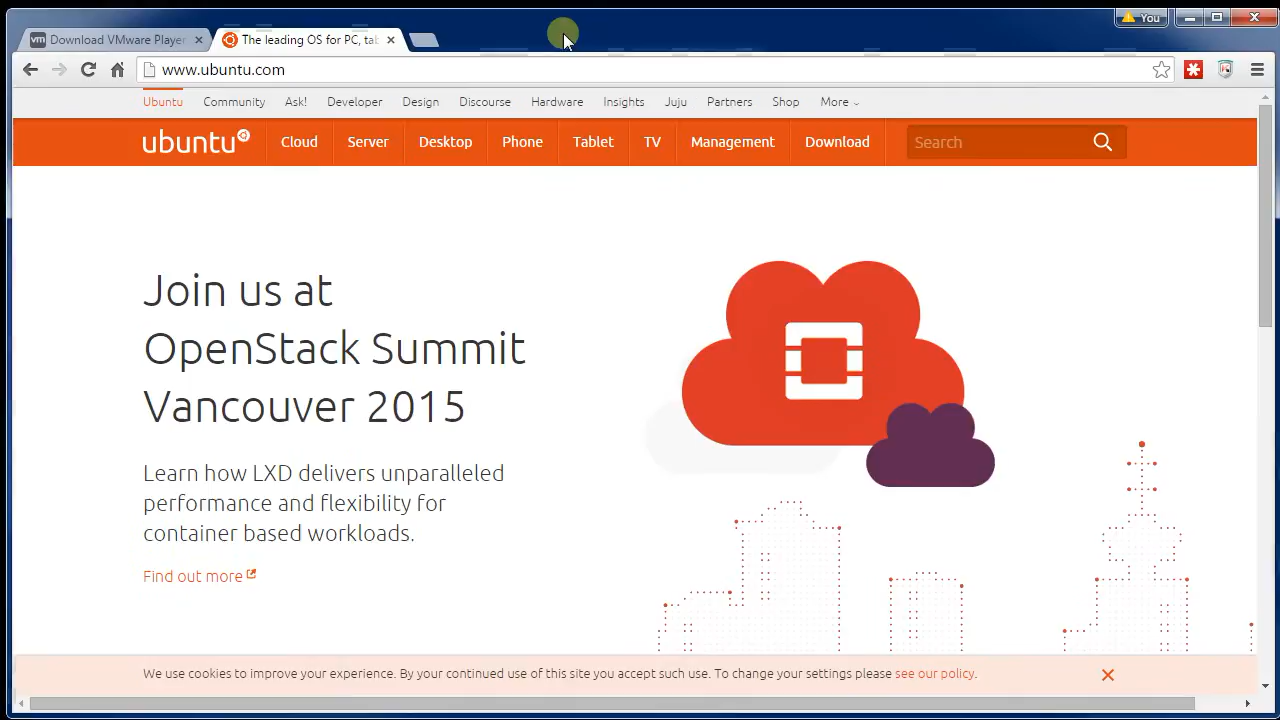 You
Download VMware Player
The leading OS for PC, tab
www.ubuntu.com
Ubuntu Community Ask! Developer Design Discourse Hardware Insights Juju Partners Shop More
ubuntu Cloud Server Desktop Phone Tablet TV Management Download Search
Join us at
OpenStack Summit
Vancouver 2015
Learn how LXD delivers unparalleled
performance and flexibility for
container based workloads.
Find out more
We use cookies to improve your experience. By your continued use of this site you accept such use. To change your settings please see our policy.